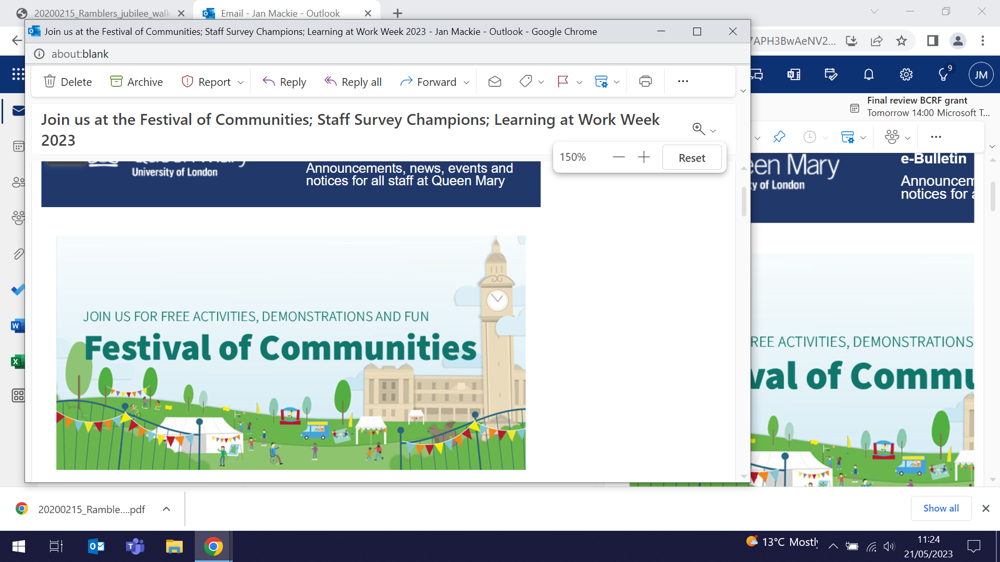 20200215_Ramblers_jubilee_walk
Email - Jan Mackie - Outlook
Join us at the Festival of Communities; Staff Survey Champions; Learning at Work Week 2023 - Jan Mackie - Outlook - Google Chrome
about:blank
7APH3BwAeNV2...
Delete
Archive
Report
Reply
Reply all
Forward
9
JM
Final review BCRF grant
Tomorrow 14:00 Microsoft T...
Join us at the Festival of Communities; Staff Survey Champions; Learning at Work Week
2023
150%
Reset
University of London
Announcements, news, events and
notices for all staff at Queen Mary
een Mary
y of London
e-Bulletin
Announcem
notices for a
JOIN US FOR FREE ACTIVITIES, DEMONSTRATIONS AND FUN
Festival of Communities
REE ACTIVITIES, DEMONSTRATIONS
val of Commu
20200215_Ramble....pdf
Show all
13°C Mostly
11:24
21/05/2023